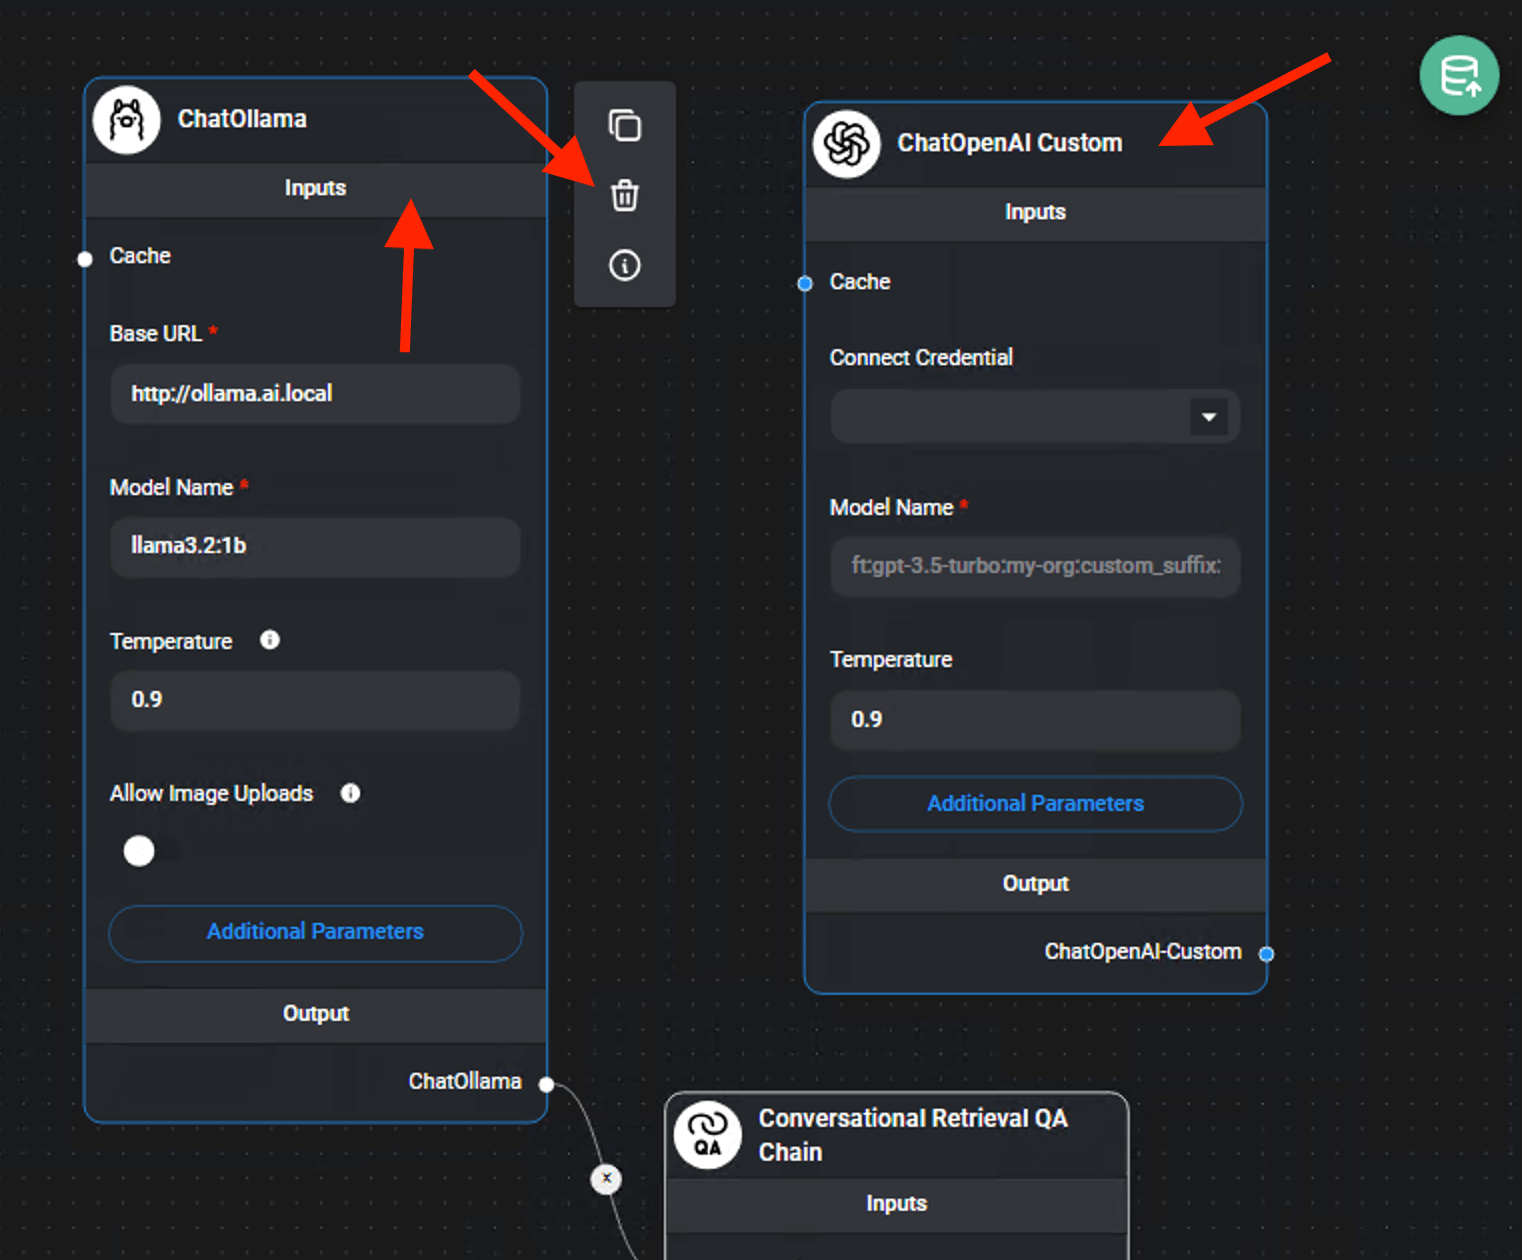 ChatOllama
Inputs
Cache
Base URL *
http://ollama.ai.local
Model Name *
llama3.2:1b
Temperature
0.9
Allow Image Uploads
Additional Parameters
Output
ChatOllama
ChatOpenAI Custom
Inputs
Cache
Connect Credential
Model Name *
ft:gpt-3.5-turbo:my-org:custom_suffix:
Temperature
0.9
Additional Parameters
Output
ChatOpenAI-Custom
QA
Conversational Retrieval QA
Chain
Inputs